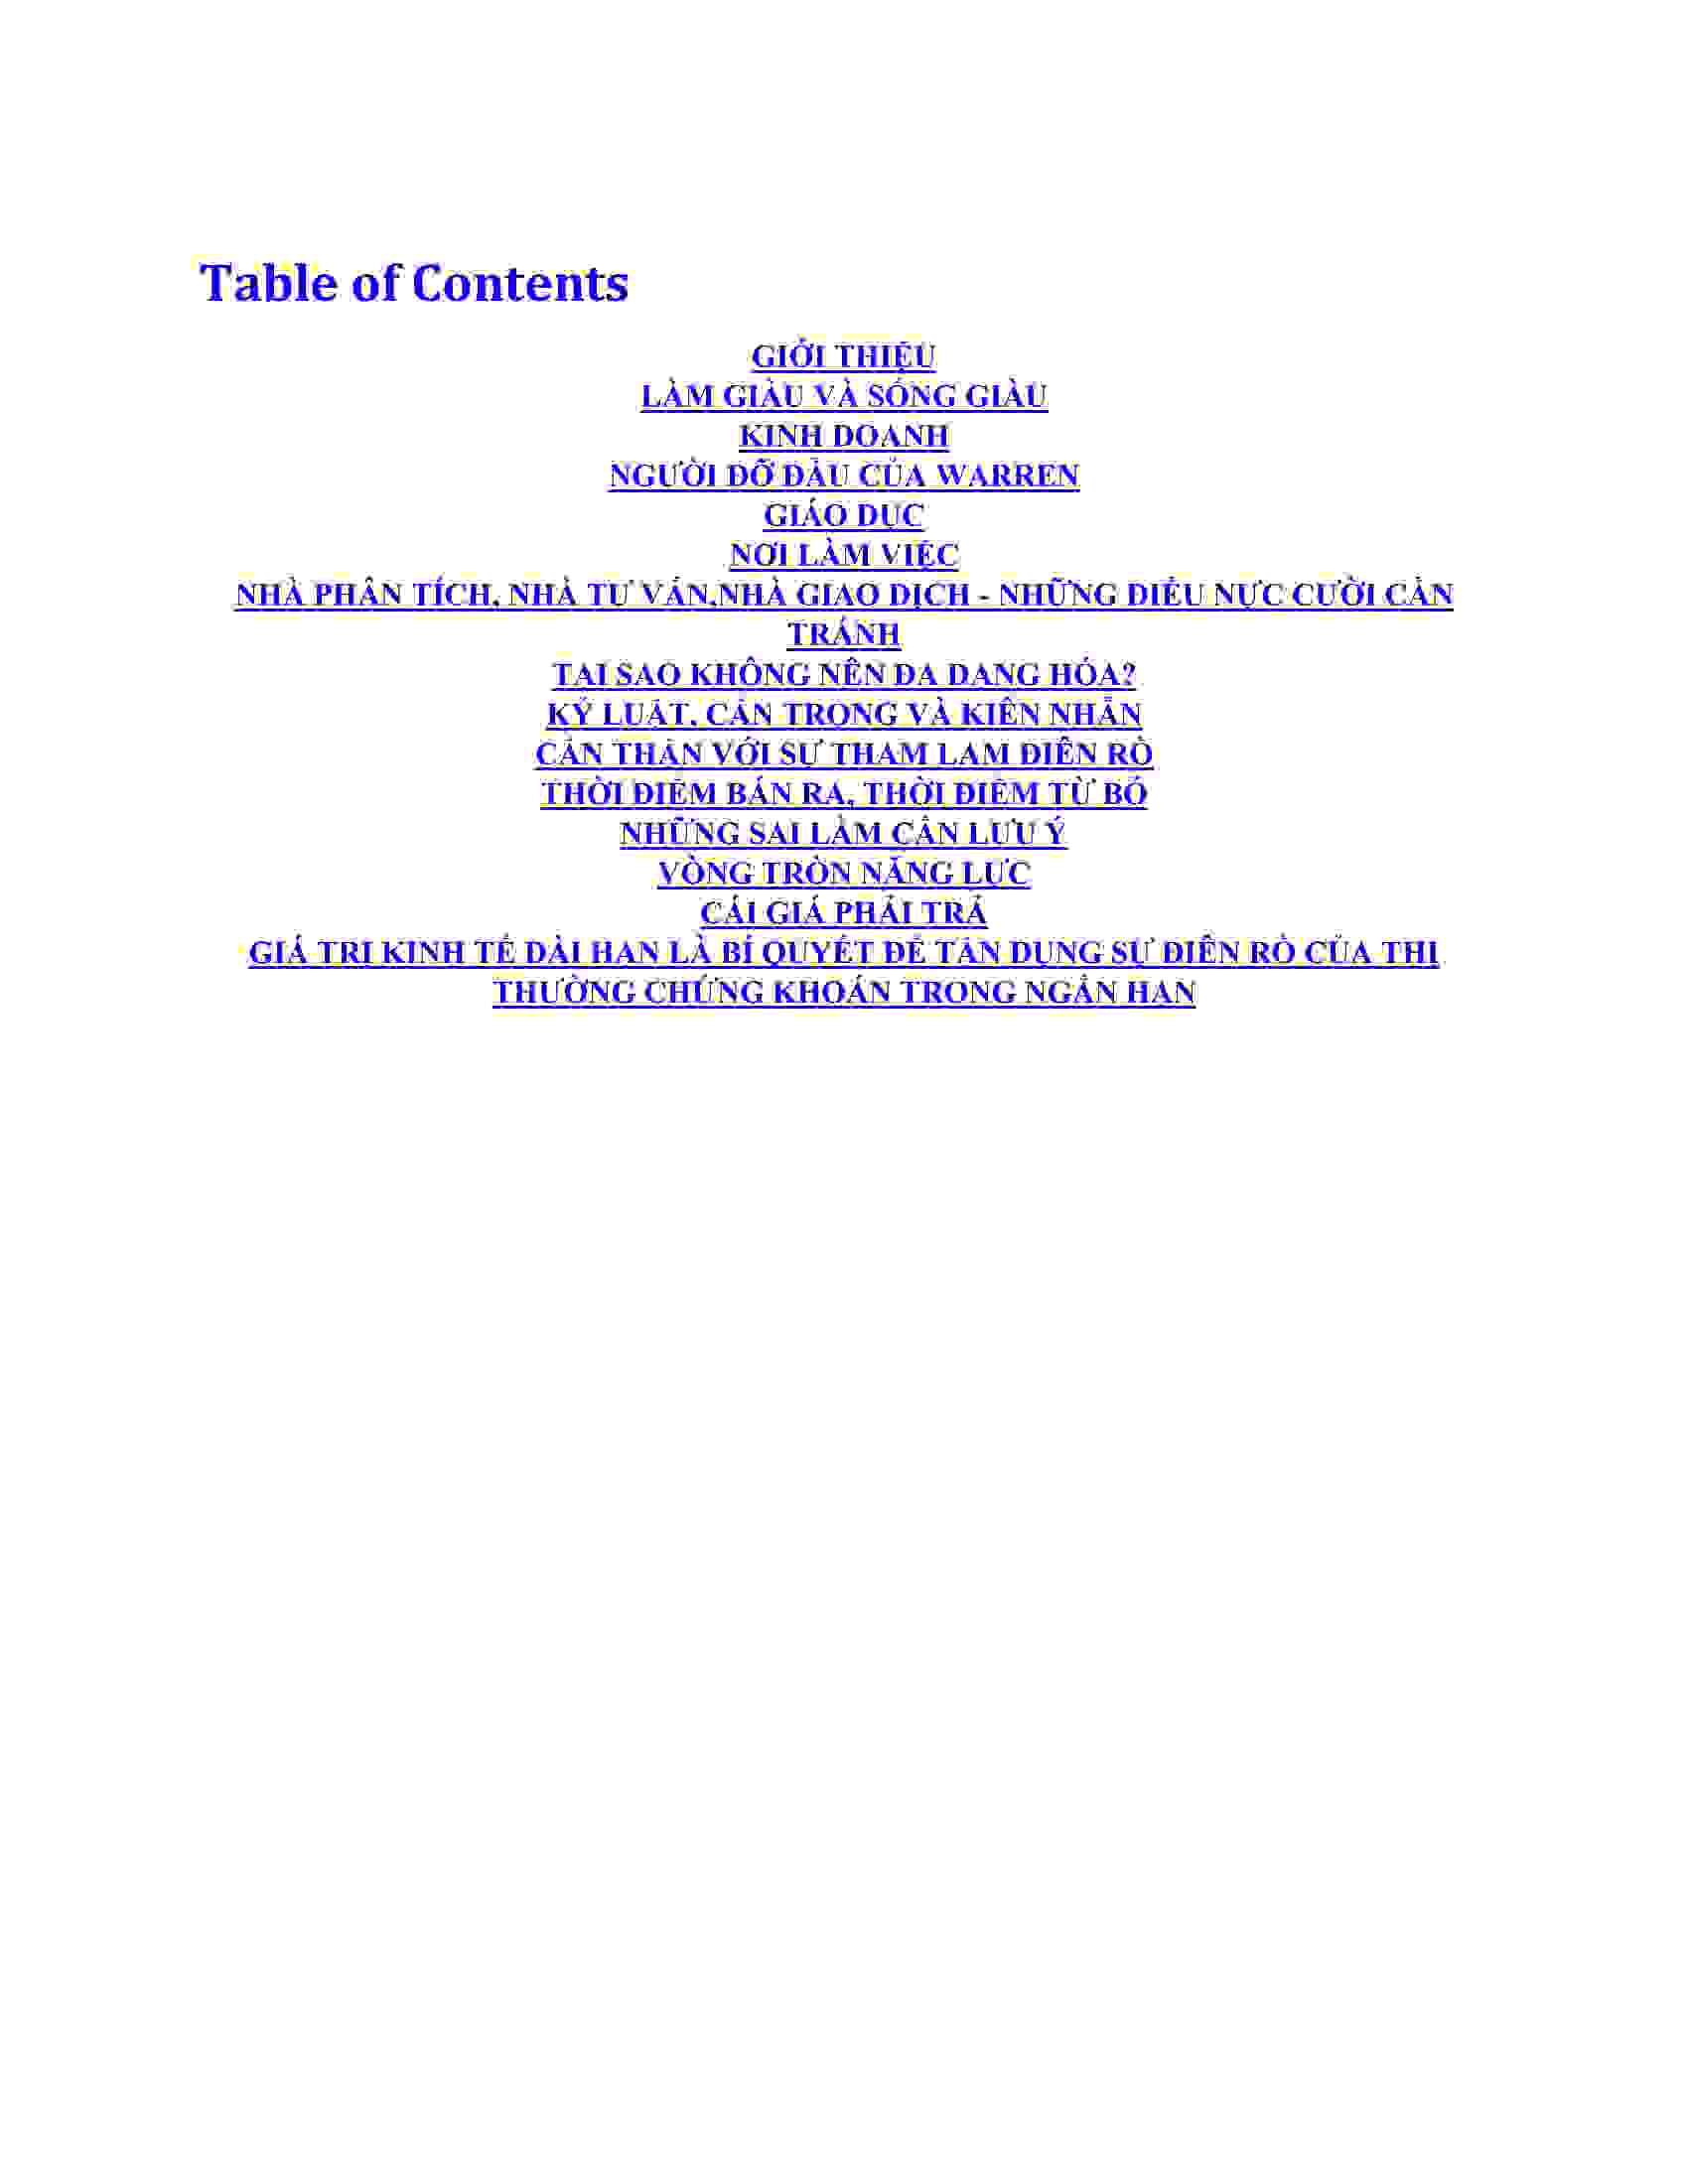 Table of Contents
GIỚI THIỆU
LÀM GIÀU VÀ SỐNG GIÀU
KINH DOANH
NGƯỜI ĐỠ ĐẦU CỦA WARREN
GIÁO DỤC
NƠI LÀM VIỆC
NHÀ PHÂN TÍCH, NHÀ TƯ VẤN,NHÀ GIAO DỊCH - NHỮNG ĐIỀU NỰC CƯỜI CẦN
TRÁNH
TẠI SAO KHÔNG NÊN ĐA DẠNG HÓA?
KỶ LUẬT, CẨN TRỌNG VÀ KIÊN NHẪN
CẨN THẬN VỚI SỰ THAM LAM ĐIÊN RỒ
THỜI ĐIỂM BÁN RA, THỜI ĐIỂM TỪ BỎ
NHỮNG SAI LẦM CẦN LƯU Ý
VÒNG TRÒN NĂNG LỰC
CÁI GIÁ PHẢI TRẢ
GIÁ TRỊ KINH TẾ DÀI HẠN LÀ BÍ QUYẾT ĐỂ TẬN DỤNG SỰ ĐIÊN RỒ CỦA THỊ
THƯỜNG CHỨNG KHOÁN TRONG NGẮN HẠN